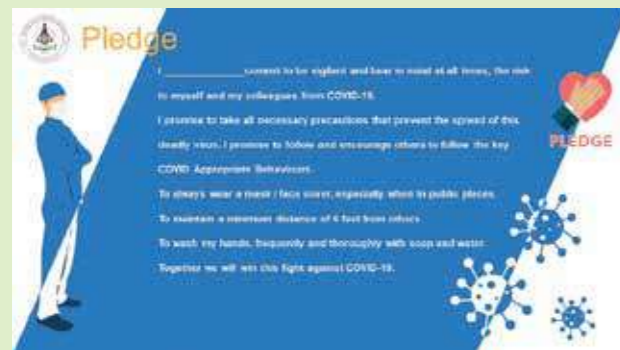 Pledge
I ____________ commit to be vigilant and bear in mind at all times, the risk
to myself and my colleagues from COVID-19.
I promise to take all necessary precautions that prevent the spread of this
deadly virus. I promise to follow and encourage others to follow the key
COVID Appropriate Behaviours.
To always wear a mask / face cover, especially when in public places.
To maintain a minimum distance of 6 feet from others.
To wash my hands, frequently and thoroughly with soap and water.
Together we will win this fight against COVID-19.
PLEDGE